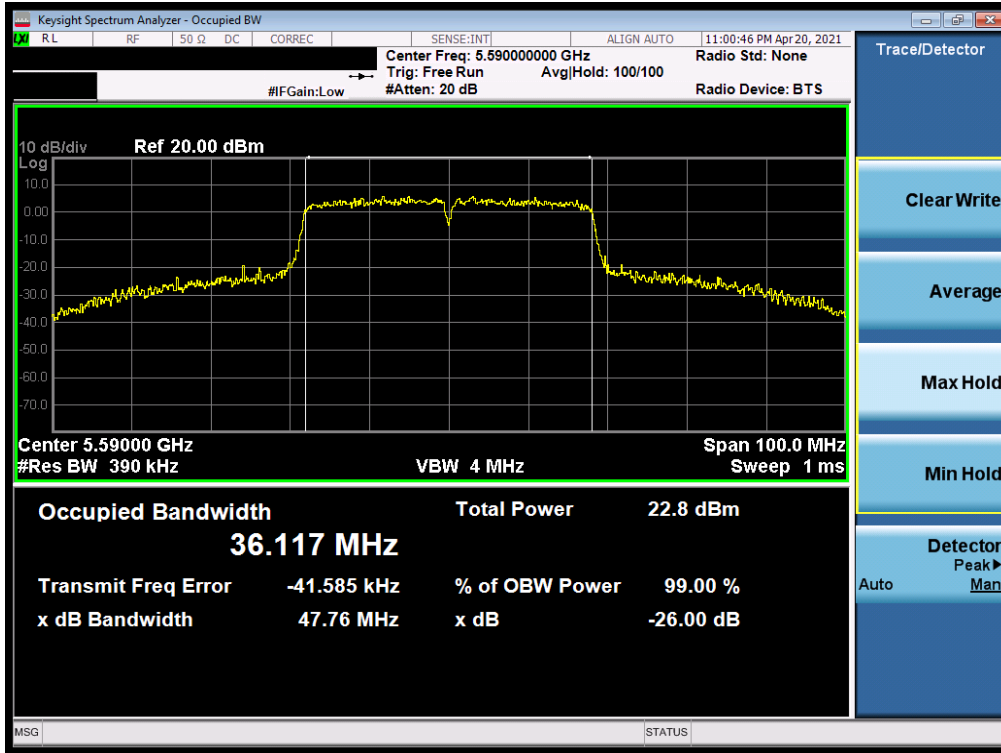 Keysight Spectrum Analyzer - Occupied BW
LXI RL RF 50 Ω DC CORREC SENSE:INT ALIGN AUTO 11:00:46 PM Apr 20, 2021
Center Freq: 5.590000000 GHz Radio Std: None
Trig: Free Run Avg|Hold: 100/100
#IFGain:Low #Atten: 20 dB Radio Device: BTS
Trace/Detector
10 dB/div Ref 20.00 dBm
Log
10.0
0.00
-10.0
-20.0
-30.0
-40.0
-50.0
-60.0
-70.0
Center 5.59000 GHz Span 100.0 MHz
#Res BW 390 kHz VBW 4 MHz Sweep 1 ms
Occupied Bandwidth Total Power 22.8 dBm
36.117 MHz
Transmit Freq Error -41.585 kHz % of OBW Power 99.00 %
x dB Bandwidth 47.76 MHz x dB -26.00 dB
Clear Write
Average
Max Hold
Min Hold
Detector
Peak▶
Auto Man
MSG STATUS